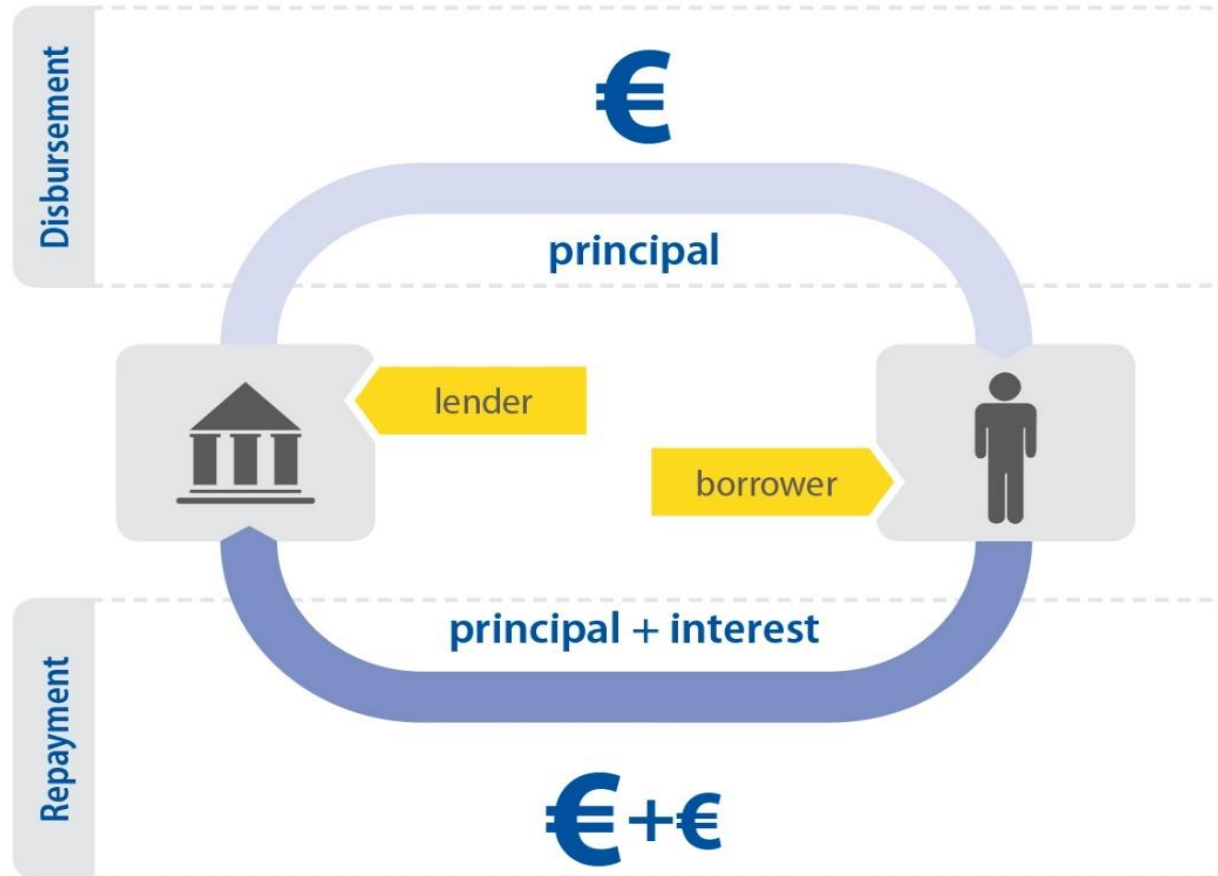 Disbursement
€
principal
lender
borrower
principal + interest
Repayment
€+€